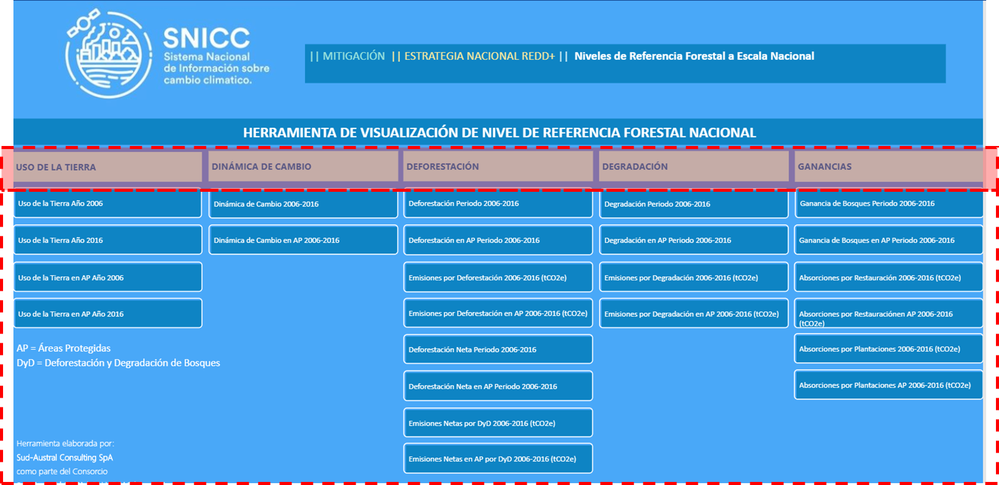 SNICC
Sistema Nacional
de Información sobre
cambio climatico.
|| MITIGACIÓN || ESTRATEGIA NACIONAL REDD+ || Niveles de Referencia Forestal a Escala Nacional
HERRAMIENTA DE VISUALIZACIÓN DE NIVEL DE REFERENCIA FORESTAL NACIONAL
USO DE LA TIERRA
Uso de la Tierra Año 2006
Uso de la Tierra Año 2016
Uso de la Tierra en AP Año 2006
Uso de la Tierra en AP Año 2016
AP = Áreas Protegidas
DyD = Deforestación y Degradación de Bosques
Herramienta elaborada por:
Sud-Austral Consulting SpA
como parte del Consorcio
DINÁMICA DE CAMBIO
Dinámica de Cambio 2006-2016
Dinámica de Cambio en AP 2006-2016
DEFORESTACIÓN
Deforestación Periodo 2006-2016
Deforestación en AP Periodo 2006-2016
Emisiones por Deforestación 2006-2016 (tCO2e)
Emisiones por Deforestación en AP 2006-2016 (tCO2e)
Deforestación Neta Periodo 2006-2016
Deforestación Neta en AP Periodo 2006-2016
Emisiones Netas por DyD 2006-2016 (tCO2e)
Emisiones Netas en AP por DyD 2006-2016 (tCO2e)
DEGRADACIÓN
Degradación Periodo 2006-2016
Degradación en AP Periodo 2006-2016
Emisiones por Degradación 2006-2016 (tCO2e)
Emisiones por Degradación en AP 2006-2016 (tCO2e)
GANANCIAS
Ganancia de Bosques Periodo 2006-2016
Ganancia de Bosques en AP Periodo 2006-2016
Absorciones por Restauración 2006-2016 (tCO2e)
Absorciones por Restauraciónen AP 2006-2016
(tCO2e)
Absorciones por Plantaciones 2006-2016 (tCO2e)
Absorciones por Plantaciones AP 2006-2016 (tCO2e)